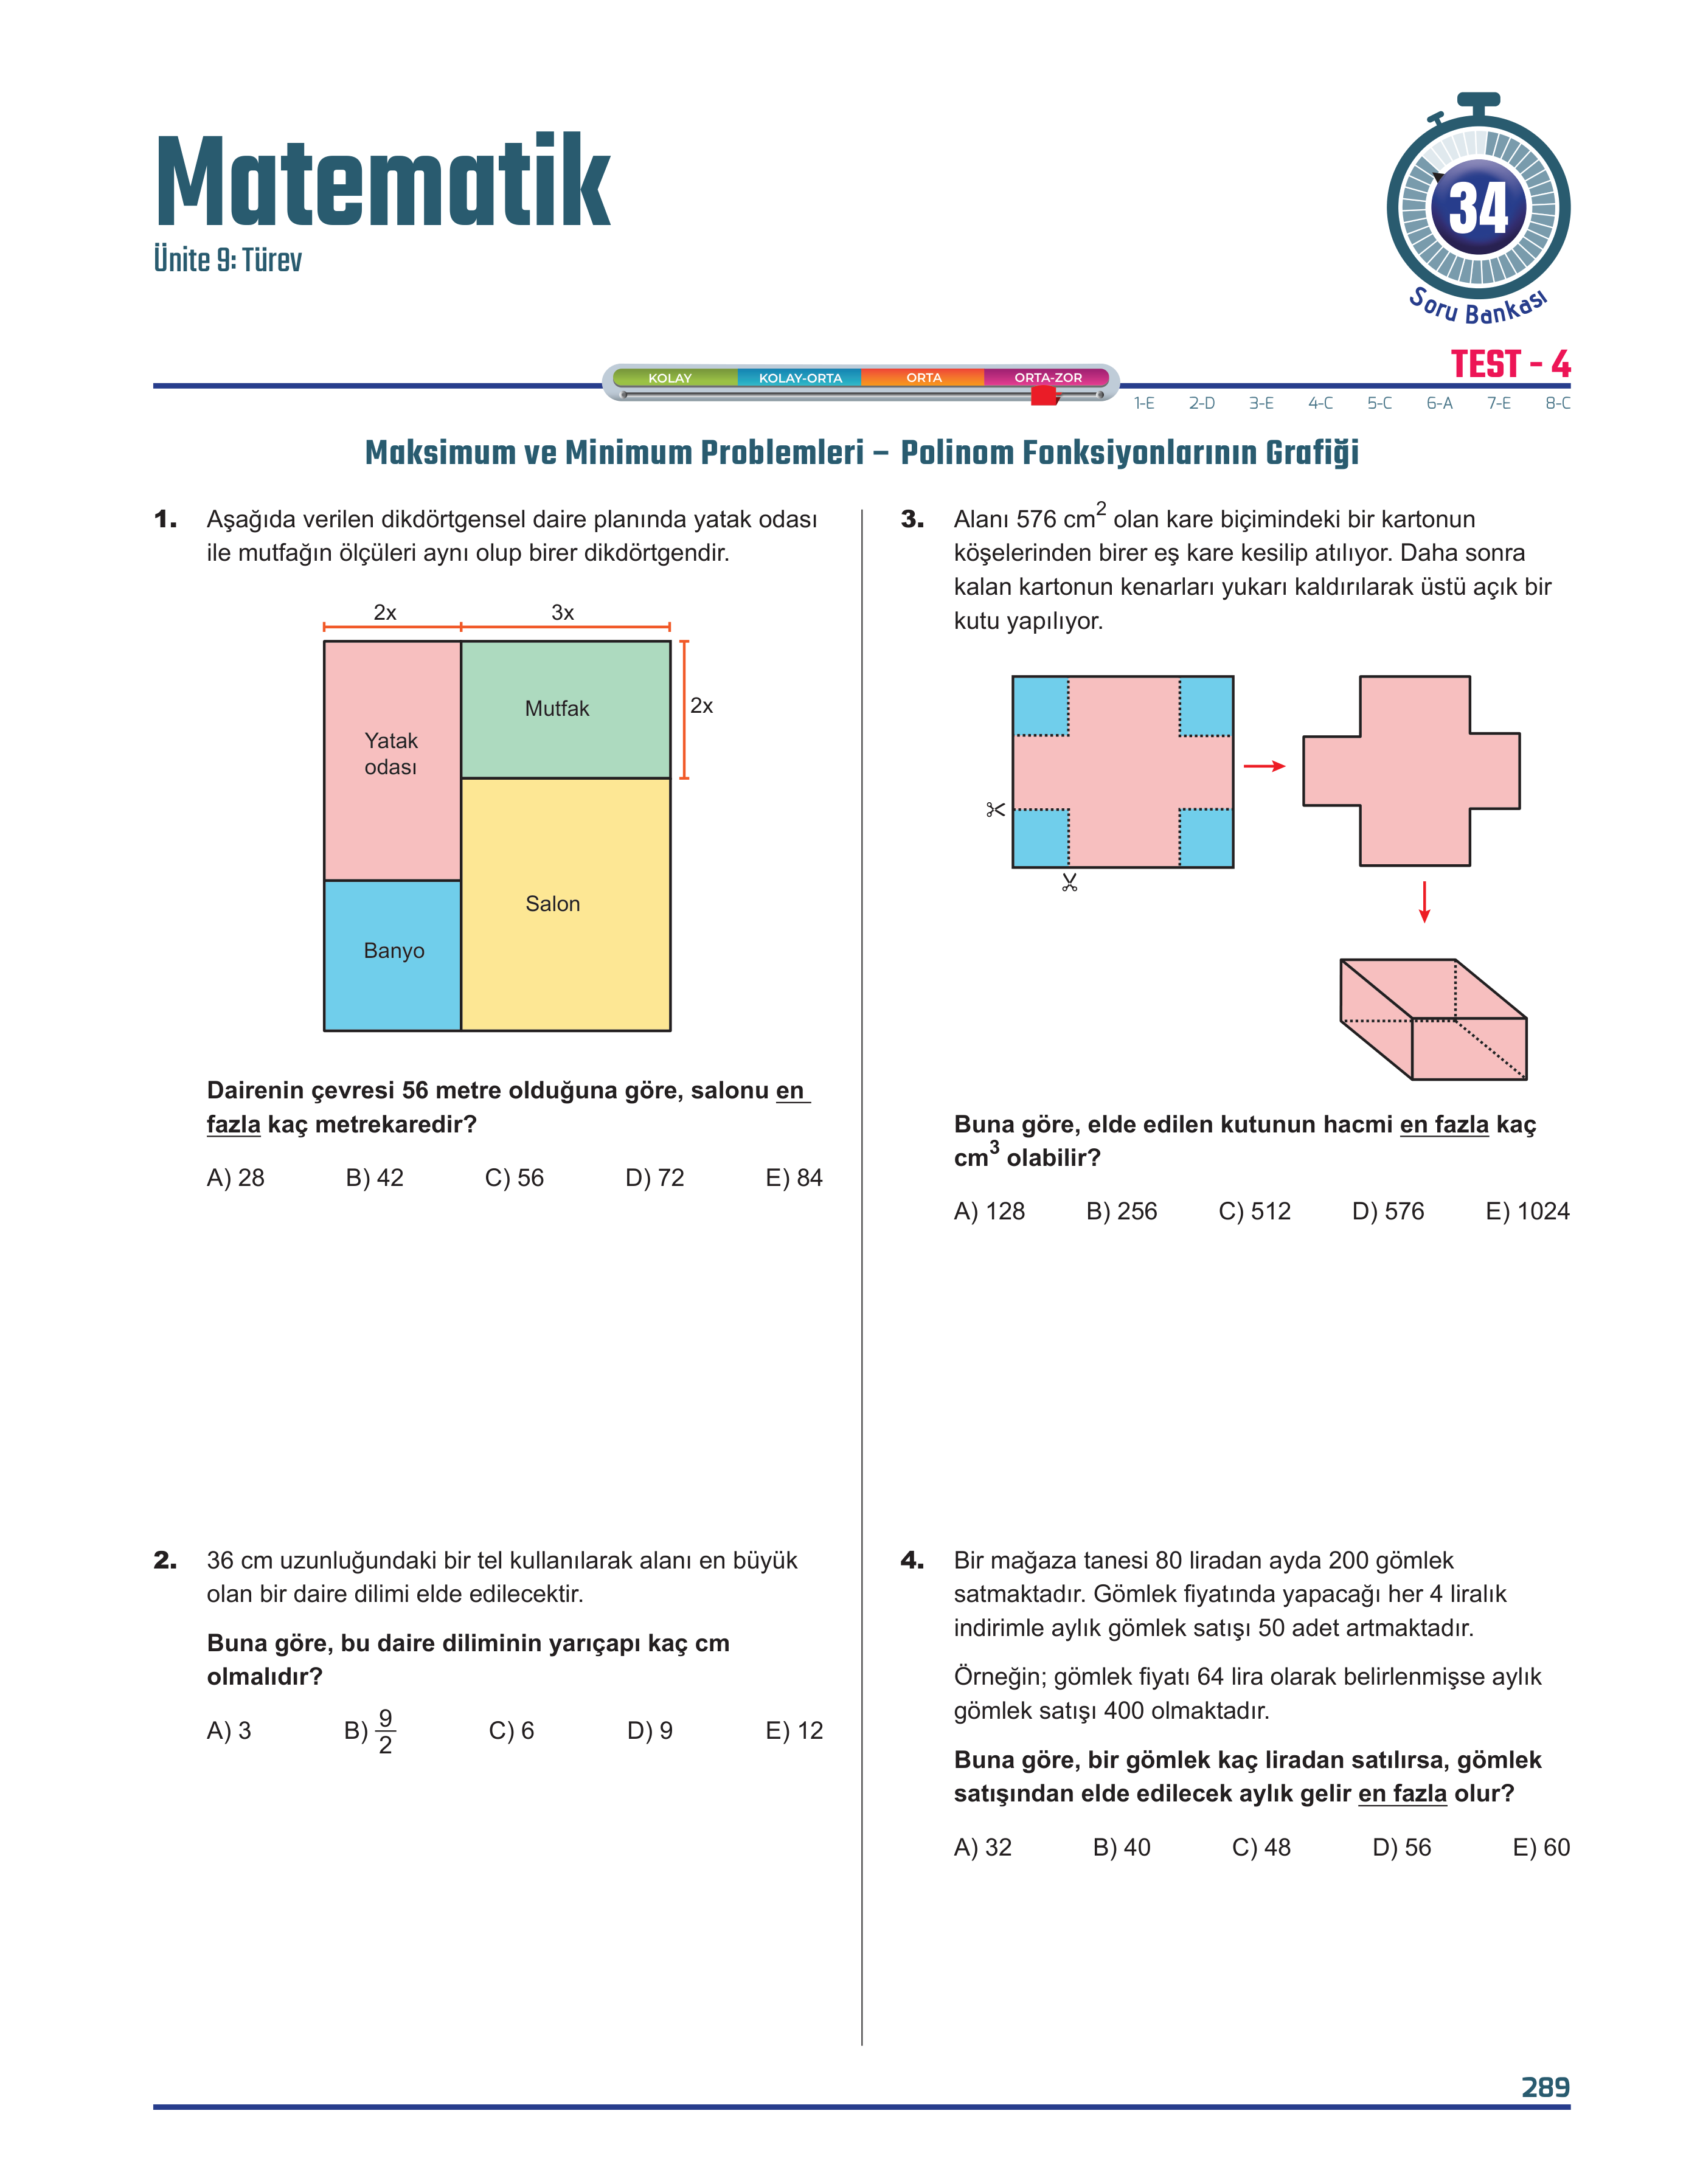 Matematik
Ünite 9: Türev
34
Soru Bankası
TEST - 4
KOLAY KOLAY-ORTA ORTA ORTA-ZOR
1-E 2-D 3-E 4-C 5-C 6-A 7-E 8-C
Maksimum ve Minimum Problemleri – Polinom Fonksiyonlarının Grafiği
1. Aşağıda verilen dikdörtgensel daire planında yatak odası
ile mutfağın ölçüleri aynı olup birer dikdörtgendir.
2x 3x
Mutfak
2x
Yatak
odası
Salon
Banyo
Dairenin çevresi 56 metre olduğuna göre, salonu en
fazla kaç metrekaredir?
A) 28 B) 42 C) 56 D) 72 E) 84
2. 36 cm uzunluğundaki bir tel kullanılarak alanı en büyük
olan bir daire dilimi elde edilecektir.
Buna göre, bu daire diliminin yarıçapı kaç cm
olmalıdır?
A) 3 B) 9/2 C) 6 D) 9 E) 12
3. Alanı 576 cm² olan kare biçimindeki bir kartonun
köşelerinden birer eş kare kesilip atılıyor. Daha sonra
kalan kartonun kenarları yukarı kaldırılarak üstü açık bir
kutu yapılıyor.
Buna göre, elde edilen kutunun hacmi en fazla kaç
cm³ olabilir?
A) 128 B) 256 C) 512 D) 576 E) 1024
4. Bir mağaza tanesi 80 liradan ayda 200 gömlek
satmaktadır. Gömlek fiyatında yapacağı her 4 liralık
indirimle aylık gömlek satışı 50 adet artmaktadır.
Örneğin; gömlek fiyatı 64 lira olarak belirlenmişse aylık
gömlek satışı 400 olmaktadır.
Buna göre, bir gömlek kaç liradan satılırsa, gömlek
satışından elde edilecek aylık gelir en fazla olur?
A) 32 B) 40 C) 48 D) 56 E) 60
289